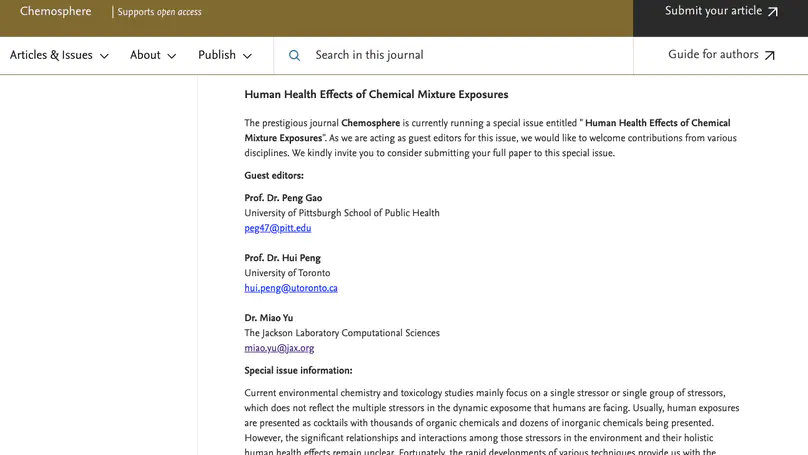 Chemosphere | Supports open access
Submit your article
Articles & Issues About Publish Search in this journal Guide for authors
Human Health Effects of Chemical Mixture Exposures
The prestigious journal Chemosphere is currently running a special issue entitled " Human Health Effects of Chemical
Mixture Exposures". As we are acting as guest editors for this issue, we would like to welcome contributions from various
disciplines. We kindly invite you to consider submitting your full paper to this special issue.
Guest editors:
Prof. Dr. Peng Gao
University of Pittsburgh School of Public Health
peg47@pitt.edu
Prof. Dr. Hui Peng
University of Toronto
hui.peng@utoronto.ca
Dr. Miao Yu
The Jackson Laboratory Computational Sciences
miao.yu@jax.org
Special issue information:
Current environmental chemistry and toxicology studies mainly focus on a single stressor or single group of stressors,
which does not reflect the multiple stressors in the dynamic exposome that humans are facing. Usually, human exposures
are presented as cocktails with thousands of organic chemicals and dozens of inorganic chemicals being presented.
However, the significant relationships and interactions among those stressors in the environment and their holistic
human health effects remain unclear. Fortunately, the rapid developments of various techniques provide us with the